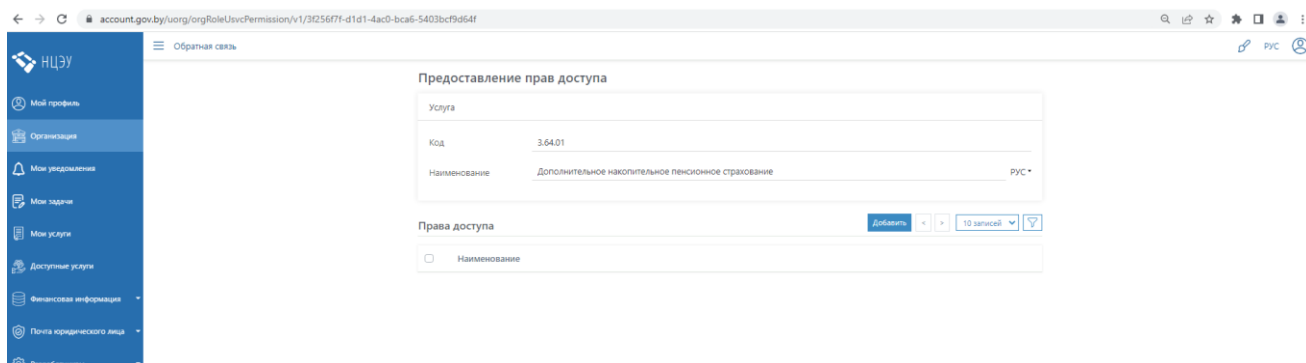 account.gov.by/uorg/orgRoleUsvcPermission/v1/3f256f7f-d1d1-4ac0-bca6-5403bcf9d64f
НЦЭУ
Обратная связь
РУС
Мой профиль
Организация
Мои уведомления
Мои задачи
Мои услуги
Доступные услуги
Финансовая информация
Почта юридического лица
Предоставление прав доступа
Услуга
Код 3.64.01
Наименование Дополнительное накопительное пенсионное страхование РУС
Права доступа Добавить < > 10 записей
Наименование